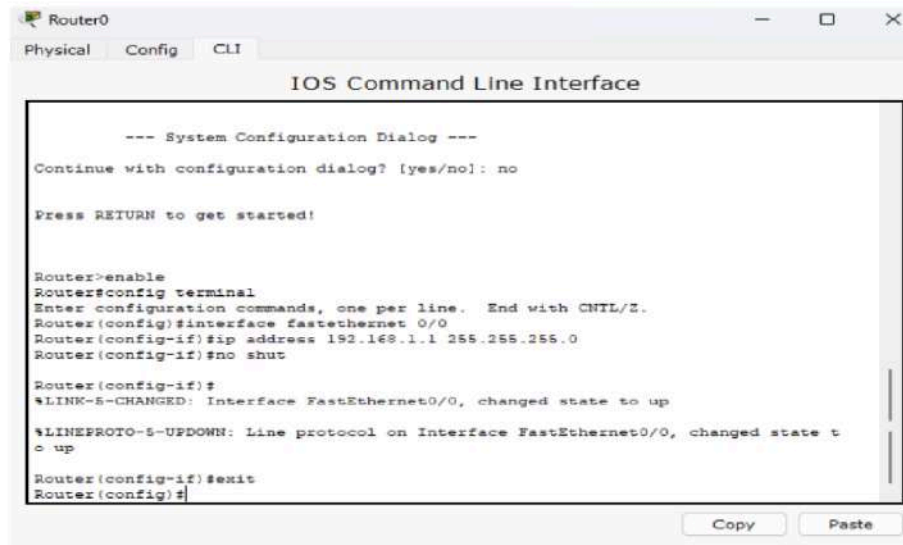 Router0
Physical Config CLI
IOS Command Line Interface
--- System Configuration Dialog ---
Continue with configuration dialog? [yes/no]: no
Press RETURN to get started!
Router>enable
Router#config terminal
Enter configuration commands, one per line. End with CNTL/Z.
Router(config)#interface fastethernet 0/0
Router(config-if)#ip address 192.168.1.1 255.255.255.0
Router(config-if)#no shut
Router(config-if)#
%LINK-5-CHANGED: Interface FastEthernet0/0, changed state to up
%LINEPROTO-5-UPDOWN: Line protocol on Interface FastEthernet0/0, changed state t
o up
Router(config-if)#exit
Router(config)#
Copy Paste